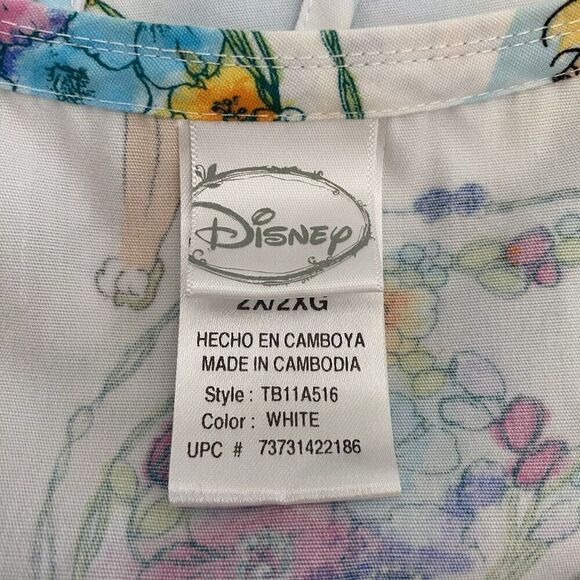 Disney
2X/2XG
HECHO EN CAMBOYA
MADE IN CAMBODIA
Style : TB11A516
Color : WHITE
UPC # 73731422186